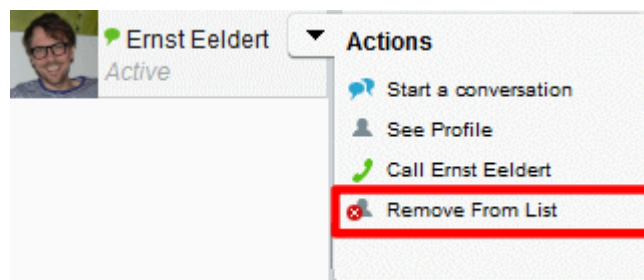 Ernst Eeldert
Active
Actions
Start a conversation
See Profile
Call Ernst Eeldert
Remove From List